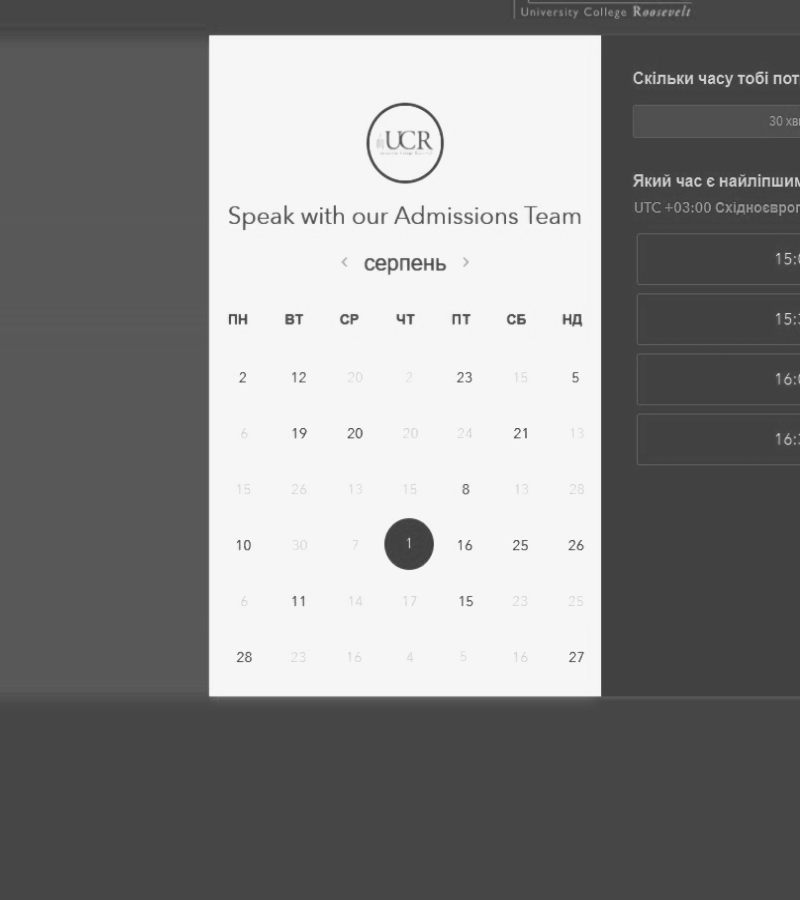 University College Roosevelt
UCR
Speak with our Admissions Team
< серпень >
ПН ВТ СР ЧТ ПТ СБ НД
2 12 20 2 23 15 5
6 19 20 20 24 21 13
15 26 13 15 8 13 28
10 30 7 1 16 25 26
6 11 14 17 15 23 25
28 23 16 4 5 16 27
Скільки часу тобі пот
30 хви
Який час є найліпшим
UTC +03:00 Східноєвроп
15:
15:
16:
16: